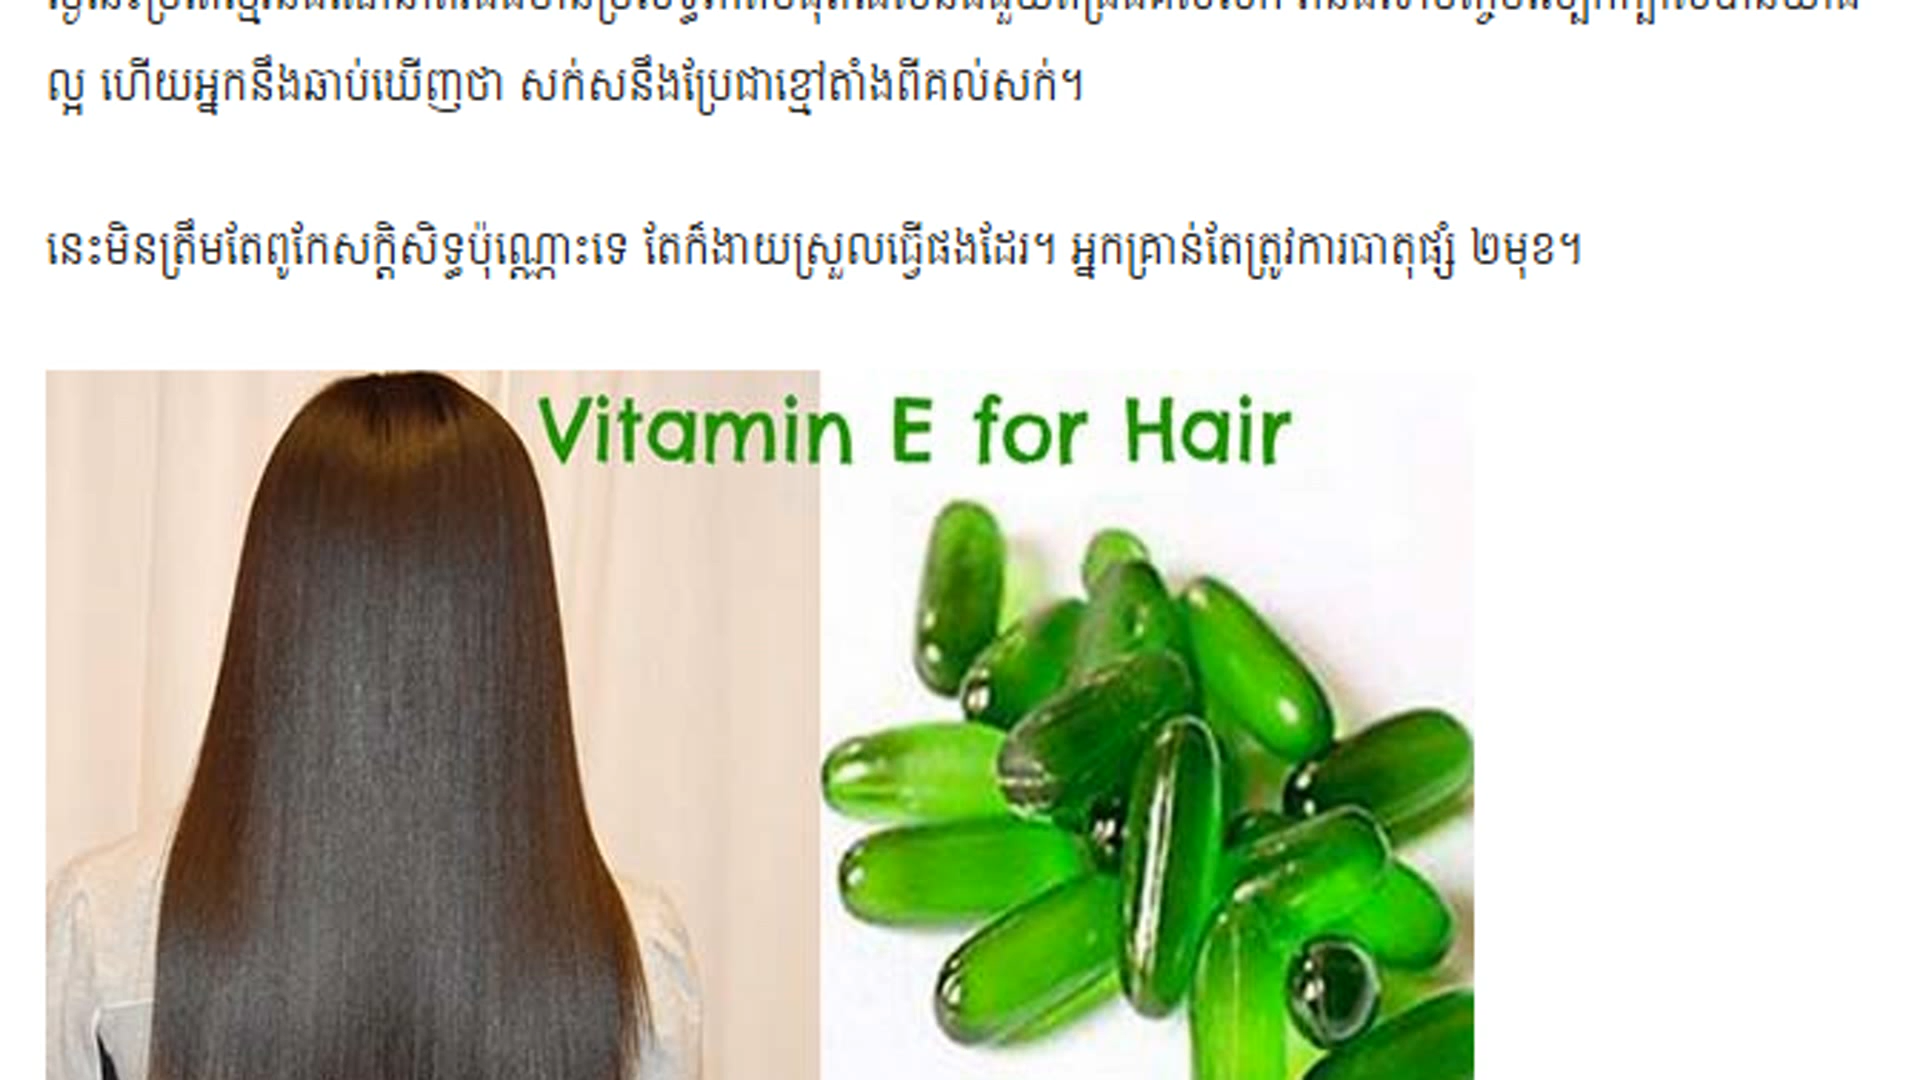 ល្អ ហើយអ្នកនឹងឆាប់ឃើញថា សក់សនឹងប្រែជាខ្មៅតាំងពីគល់សក់។
នេះមិនត្រឹមតែពូកែសក្តិសិទ្ធប៉ុណ្ណោះទេ តែក៏ងាយស្រួលធ្វើផងដែរ។ អ្នកគ្រាន់តែត្រូវការធាតុផ្សំ ២មុខ។
Vitamin E for Hair